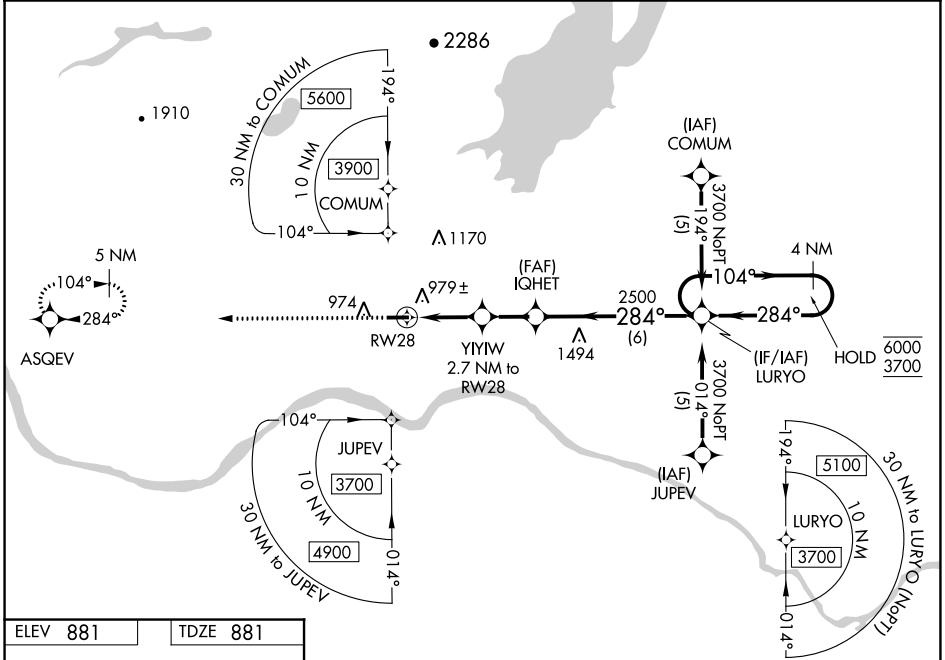 2286
1910
30 NM to COMUM
5600
194°
10 NM
3900
COMUM
104°
1170
(IAF)
COMUM
3700 NoPT
194°
(5)
4 NM
104°
284°
HOLD
6000
3700
(IF/IAF)
LURYO
5 NM
104°
284°
ASQEV
974
979±
RW28
(FAF)
IQHET
YIYIW
2.7 NM to
RW28
2500
284°
(6)
1494
3700 NoPT
014°
(5)
(IAF)
JUPEV
104°
JUPEV
10 NM
3700
30 NM to JUPEV
4900
014°
194°
5100
30 NM to LURYO (NoPT)
LURYO
10 NM
3700
014°
ELEV 881
TDZE 881